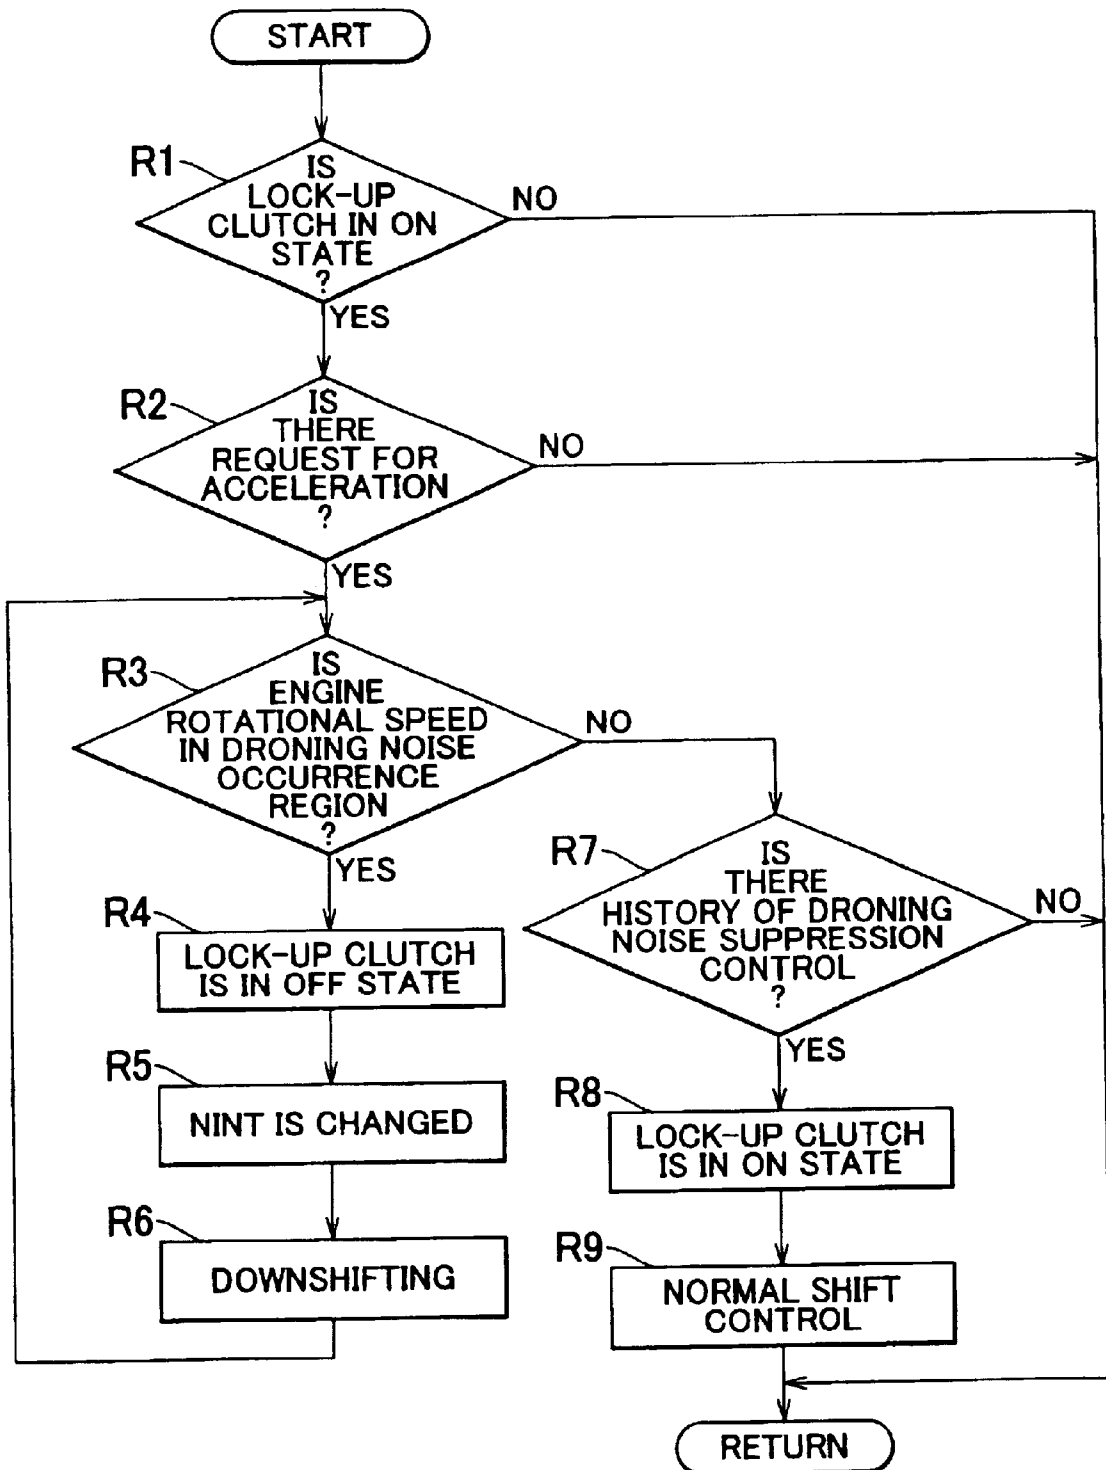 START
R1
IS
LOCK-UP
CLUTCH IN ON
STATE
?
NO
YES
R2
IS
THERE
REQUEST FOR
ACCELERATION
?
NO
YES
R3
IS
ENGINE
ROTATIONAL SPEED
IN DRONING NOISE
OCCURRENCE
REGION
?
NO
YES
R4
LOCK-UP CLUTCH
IS IN OFF STATE
R5
NINT IS CHANGED
R6
DOWNSHIFTING
R7
IS
THERE
HISTORY OF DRONING
NOISE SUPPRESSION
CONTROL
?
NO
YES
R8
LOCK-UP CLUTCH
IS IN ON STATE
R9
NORMAL SHIFT
CONTROL
RETURN